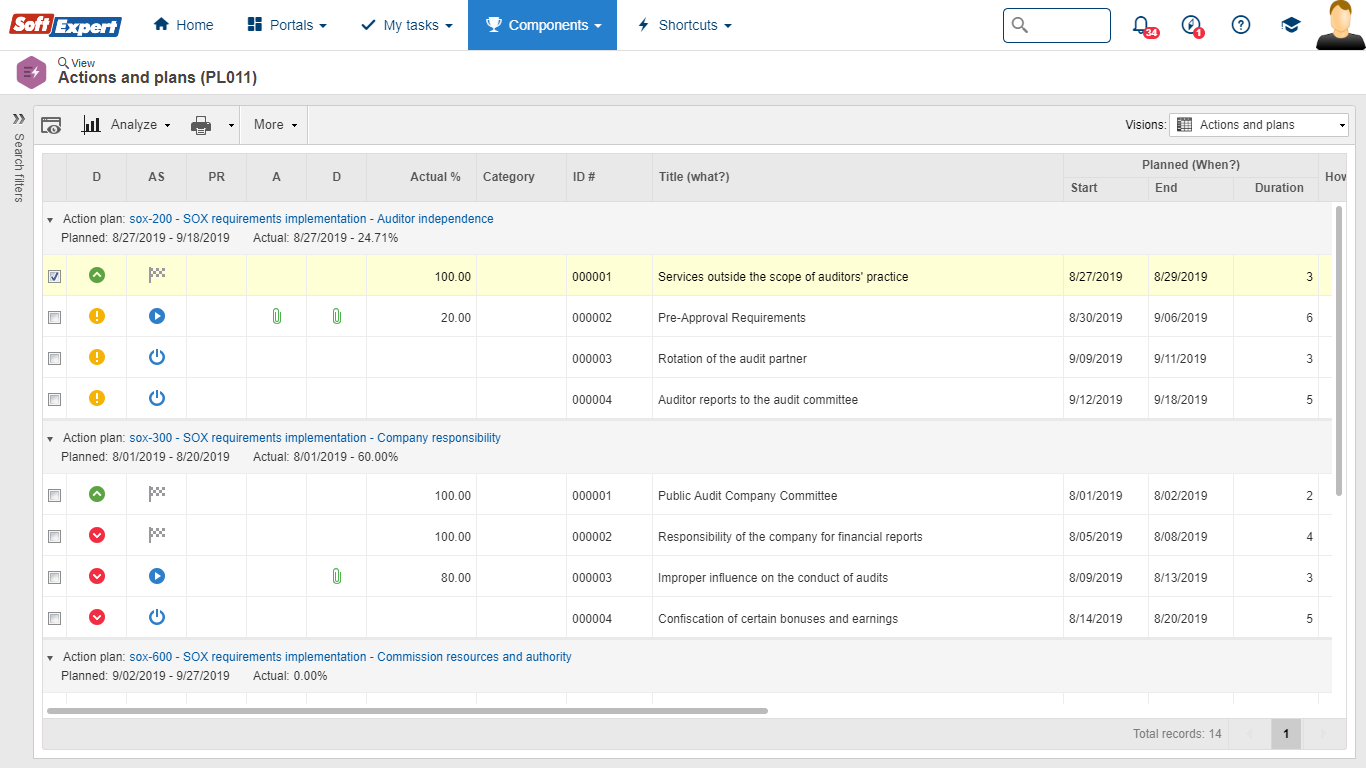 Soft Expert
Home
Portals
My tasks
Components
Shortcuts
34
1
View
Actions and plans (PL011)
Search filters
Analyze
More
Visions:
Actions and plans
D AS PR A D Actual % Category ID # Title (what?) Planned (When?) How
Start End Duration
Action plan: sox-200 - SOX requirements implementation - Auditor independence
Planned: 8/27/2019 - 9/18/2019 Actual: 8/27/2019 - 24.71%
100.00 000001 Services outside the scope of auditors' practice 8/27/2019 8/29/2019 3
20.00 000002 Pre-Approval Requirements 8/30/2019 9/06/2019 6
000003 Rotation of the audit partner 9/09/2019 9/11/2019 3
000004 Auditor reports to the audit committee 9/12/2019 9/18/2019 5
Action plan: sox-300 - SOX requirements implementation - Company responsibility
Planned: 8/01/2019 - 8/20/2019 Actual: 8/01/2019 - 60.00%
100.00 000001 Public Audit Company Committee 8/01/2019 8/02/2019 2
100.00 000002 Responsibility of the company for financial reports 8/05/2019 8/08/2019 4
80.00 000003 Improper influence on the conduct of audits 8/09/2019 8/13/2019 3
000004 Confiscation of certain bonuses and earnings 8/14/2019 8/20/2019 5
Action plan: sox-600 - SOX requirements implementation - Commission resources and authority
Planned: 9/02/2019 - 9/27/2019 Actual: 0.00%
Total records: 14
1